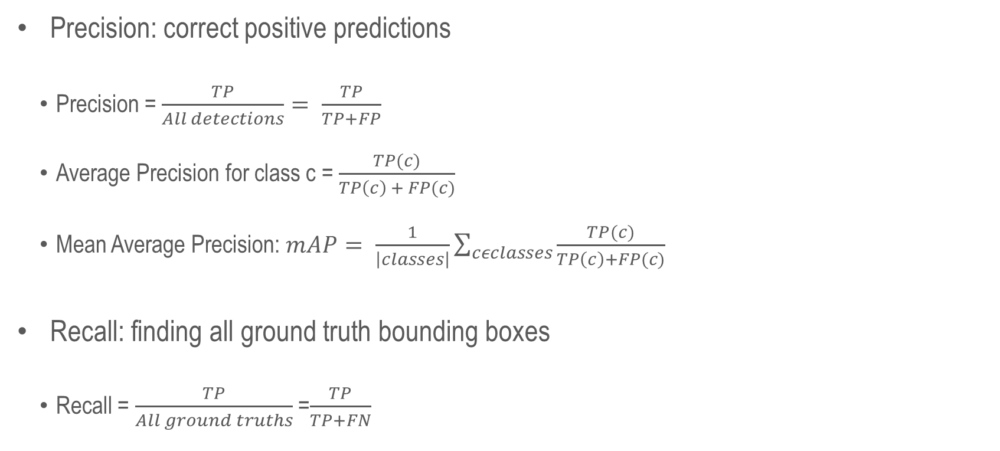 • Precision: correct positive predictions
• Precision = \frac{TP}{All detections} = \frac{TP}{TP+FP}
• Average Precision for class c = \frac{TP(c)}{TP(c) + FP(c)}
• Mean Average Precision: mAP = \frac{1}{|classes|} \sum_{cϵclasses} \frac{TP(c)}{TP(c)+FP(c)}
• Recall: finding all ground truth bounding boxes
• Recall = \frac{TP}{All ground truths} = \frac{TP}{TP+FN}